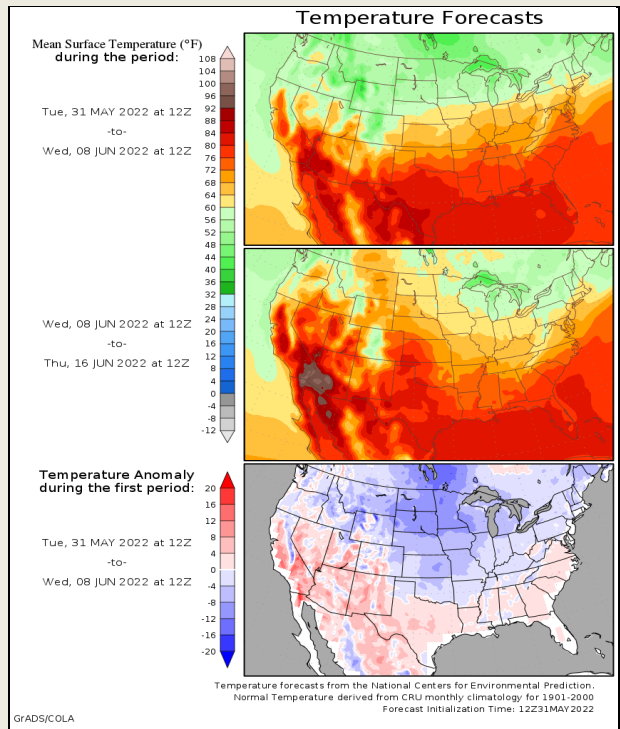 Temperature Forecasts
Mean Surface Temperature (°F)
during the period:
Tue, 31 MAY 2022 at 12Z
-to-
Wed, 08 JUN 2022 at 12Z
108
104
100
96
92
88
84
80
76
72
68
64
60
56
52
48
44
40
36
32
28
24
20
16
12
8
4
0
-4
-8
-12
Wed, 08 JUN 2022 at 12Z
-to-
Thu, 16 JUN 2022 at 12Z
Temperature Anomaly
during the first period:
Tue, 31 MAY 2022 at 12Z
-to-
Wed, 08 JUN 2022 at 12Z
20
16
12
8
4
0
-4
-8
-12
-16
-20
Temperature forecasts from the National Centers for Environmental Prediction.
Normal Temperature derived from CRU monthly climatology for 1901-2000
Forecast Initialization Time: 12Z31MAY2022
GrADS/COLA